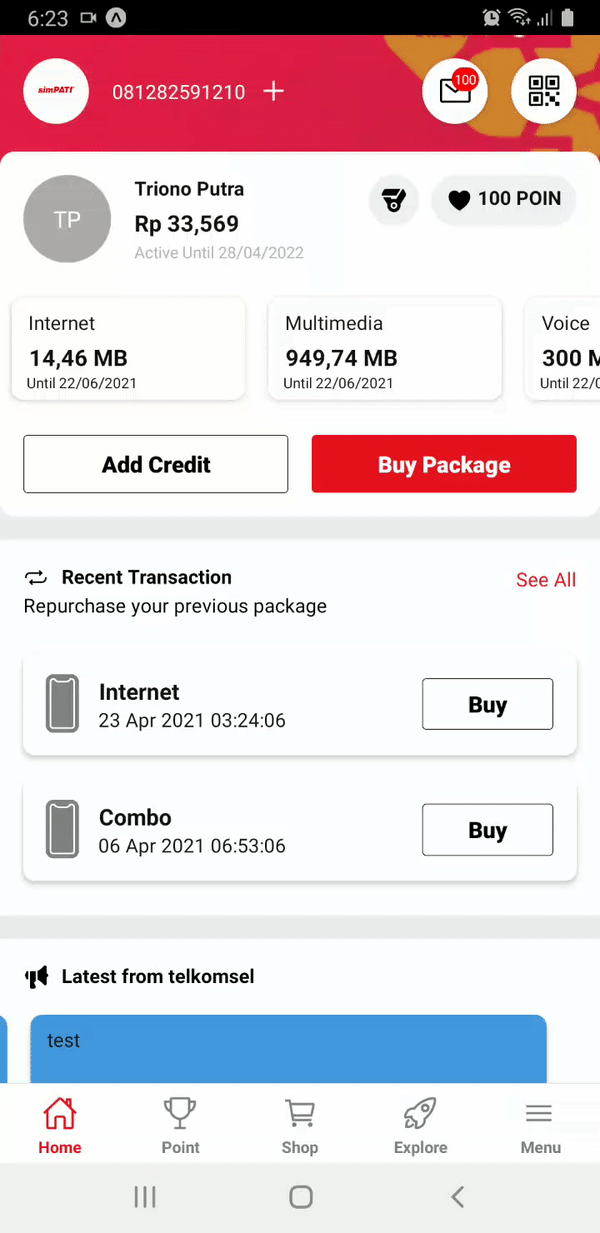 6:23
simPATI
081282591210
100
Triono Putra
TP
100 POIN
Rp 33,569
Active Until 28/04/2022
Internet
14,46 MB
Until 22/06/2021
Multimedia
949,74 MB
Until 22/06/2021
Voice
300 M
Until 22/0
Add Credit
Buy Package
Recent Transaction
See All
Repurchase your previous package
Internet
23 Apr 2021 03:24:06
Buy
Combo
06 Apr 2021 06:53:06
Buy
Latest from telkomsel
test
Home
Point
Shop
Explore
Menu